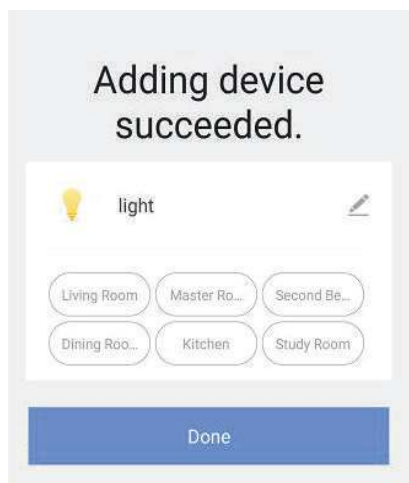 Adding device
succeeded.
light
Living Room Master Ro... Second Be...
Dining Roo... Kitchen Study Room
Done